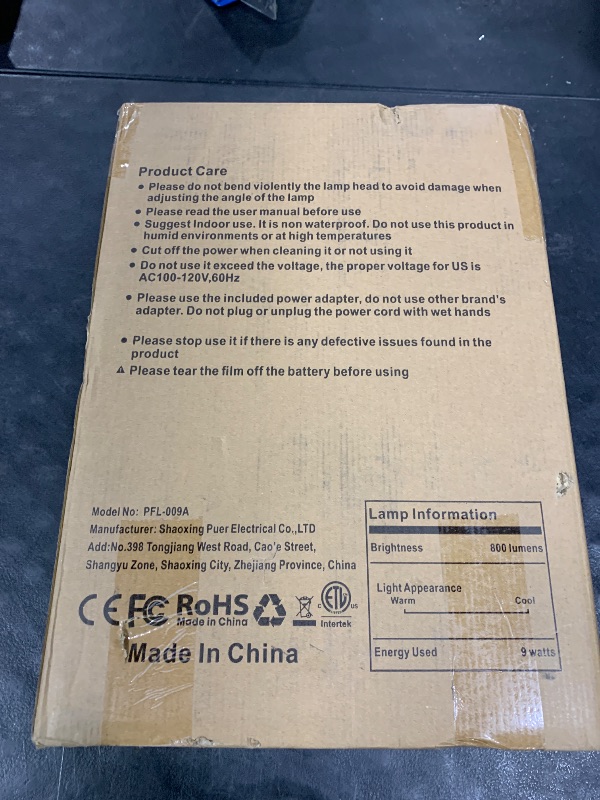 Product Care
• Please do not bend violently the lamp head to avoid damage when
adjusting the angle of the lamp
• Please read the user manual before use
• Suggest Indoor use. It is non waterproof. Do not use this product in
humid environments or at high temperatures
• Cut off the power when cleaning it or not using it
• Do not use it exceed the voltage, the proper voltage for US is
AC100-120V,60Hz
• Please use the included power adapter, do not use other brand's
adapter. Do not plug or unplug the power cord with wet hands
• Please stop use it if there is any defective issues found in the
product
Please tear the film off the battery before using
Model No: PFL-009A
Manufacturer: Shaoxing Puer Electrical Co.,LTD
Add:No.398 Tongjiang West Road, Cao'e Street,
Shangyu Zone, Shaoxing City, Zhejiang Province, China
CE FC RoHS
Made in China
c ETL us
Intertek
Made In China
Lamp Information
Brightness 800 lumens
Light Appearance
Warm Cool
Energy Used 9 watts